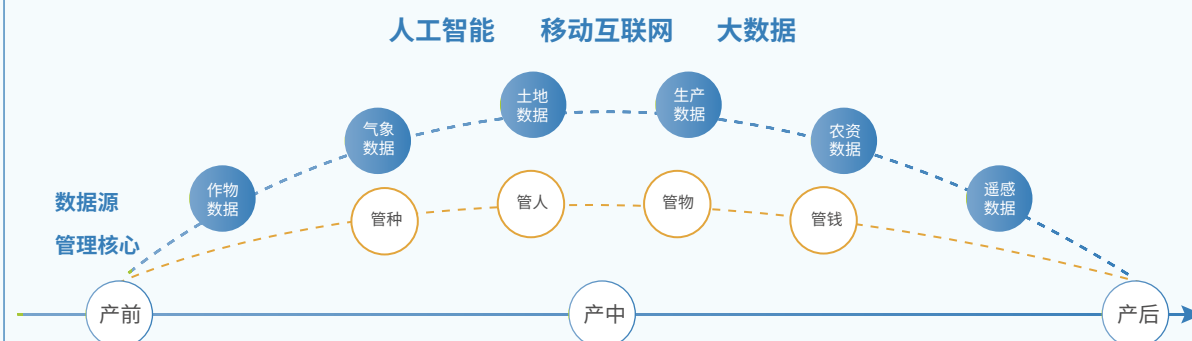 人工智能 移动互联网 大数据
土地
数据
生产
数据
气象
数据
农资
数据
作物
数据
遥感
数据
数据源
管种
管人
管物
管钱
管理核心
产前
产中
产后